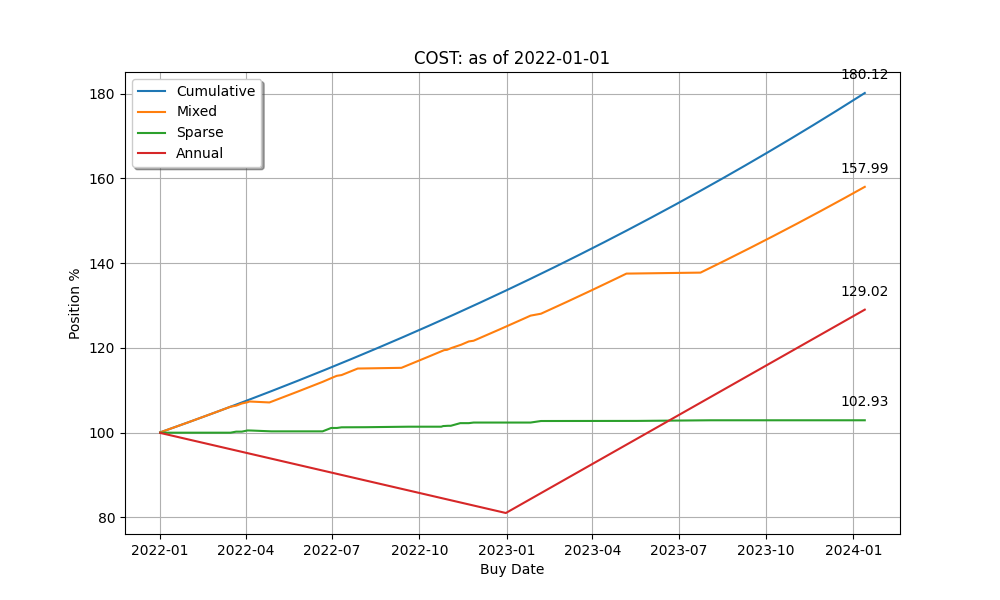 COST: as of 2022-01-01
180.12
180
Cumulative
Mixed
Sparse
Annual
160
157.99
140
129.02
120
102.93
100
80
Position %
2022-01 2022-04 2022-07 2022-10 2023-01 2023-04 2023-07 2023-10 2024-01
Buy Date